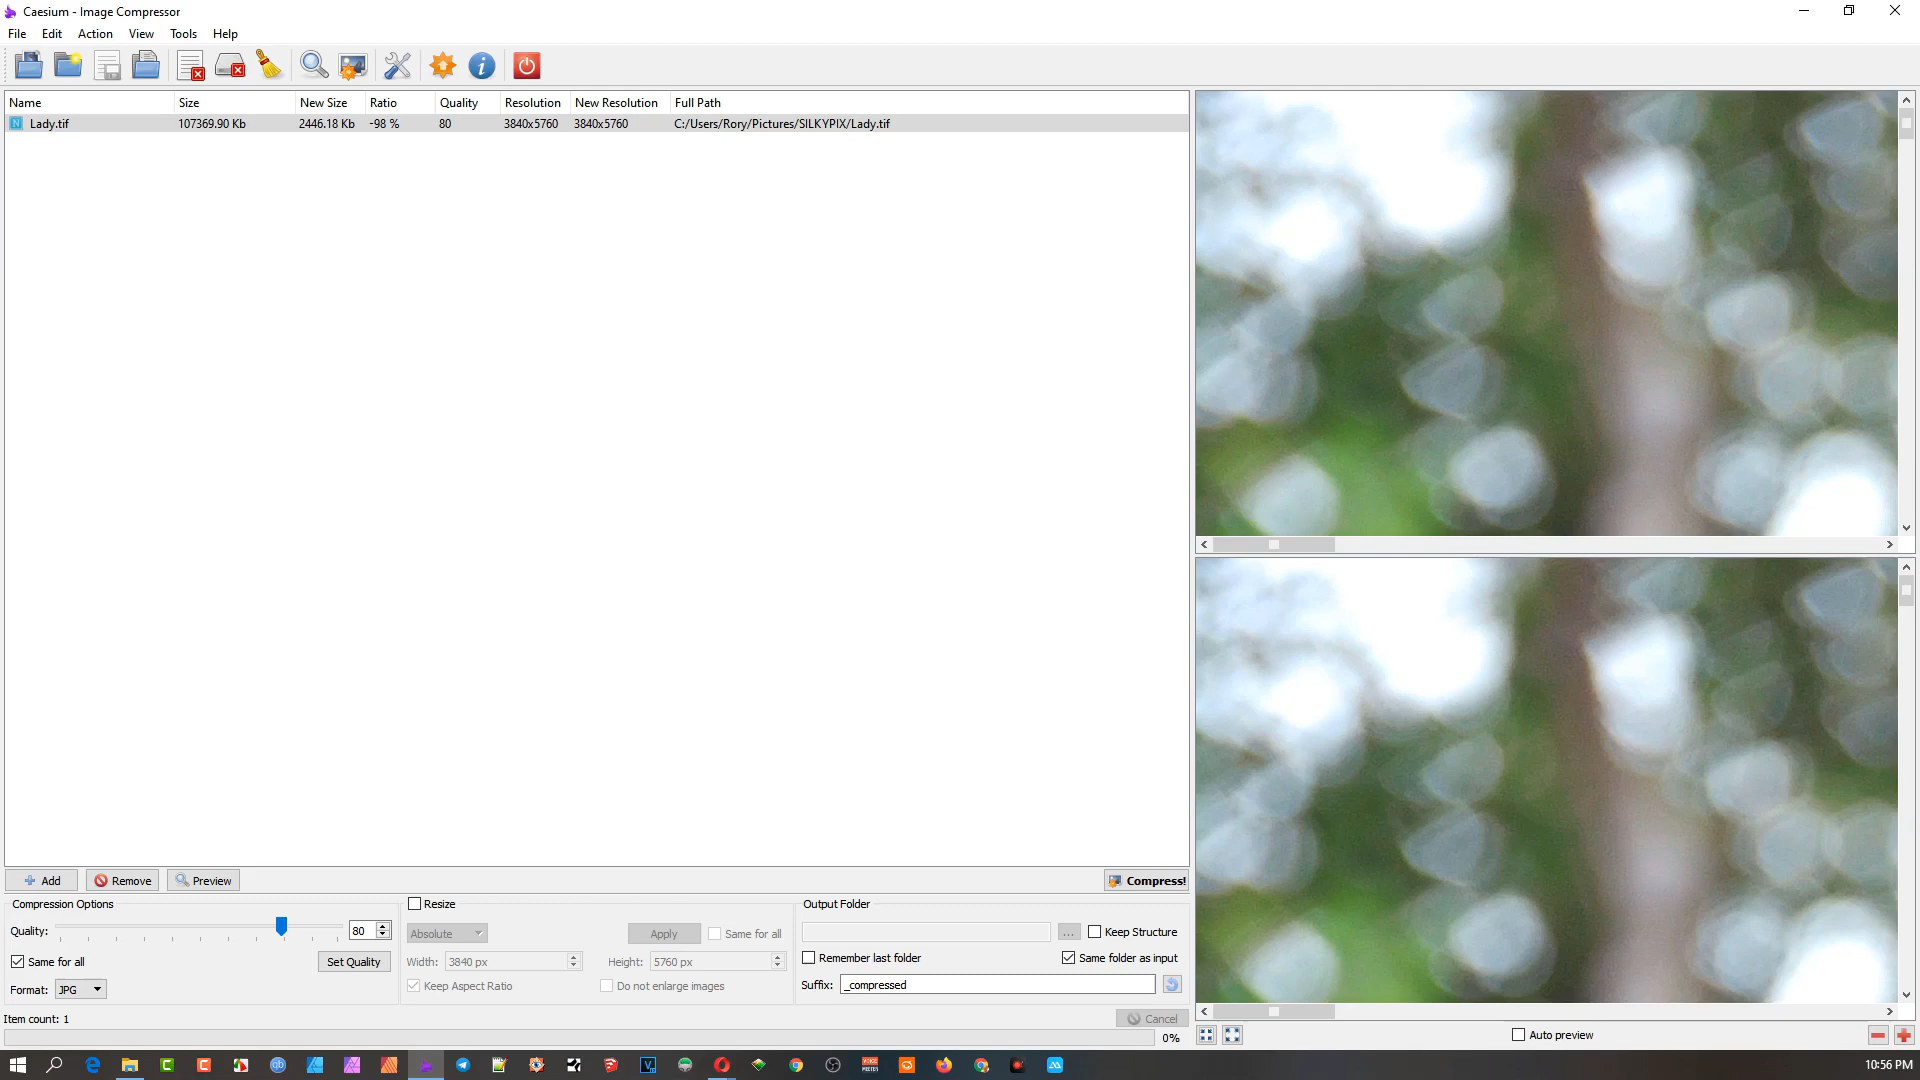 Caesium - Image Compressor
File Edit Action View Tools Help
Name Size New Size Ratio Quality Resolution New Resolution Full Path
Lady.tif 107369.90 Kb 2446.18 Kb -98 % 80 3840x5760 3840x5760 C:/Users/Rory/Pictures/SILKYPIX/Lady.tif
Add Remove Preview Compress!
Compression Options
Quality: 80
Same for all Set Quality
Format: JPG
Resize
Absolute Apply Same for all
Width: 3840 px Height: 5760 px
Keep Aspect Ratio Do not enlarge images
Output Folder
... Keep Structure
Remember last folder Same folder as input
Suffix: _compressed
Item count: 1 Cancel
0%
Auto preview
10:56 PM